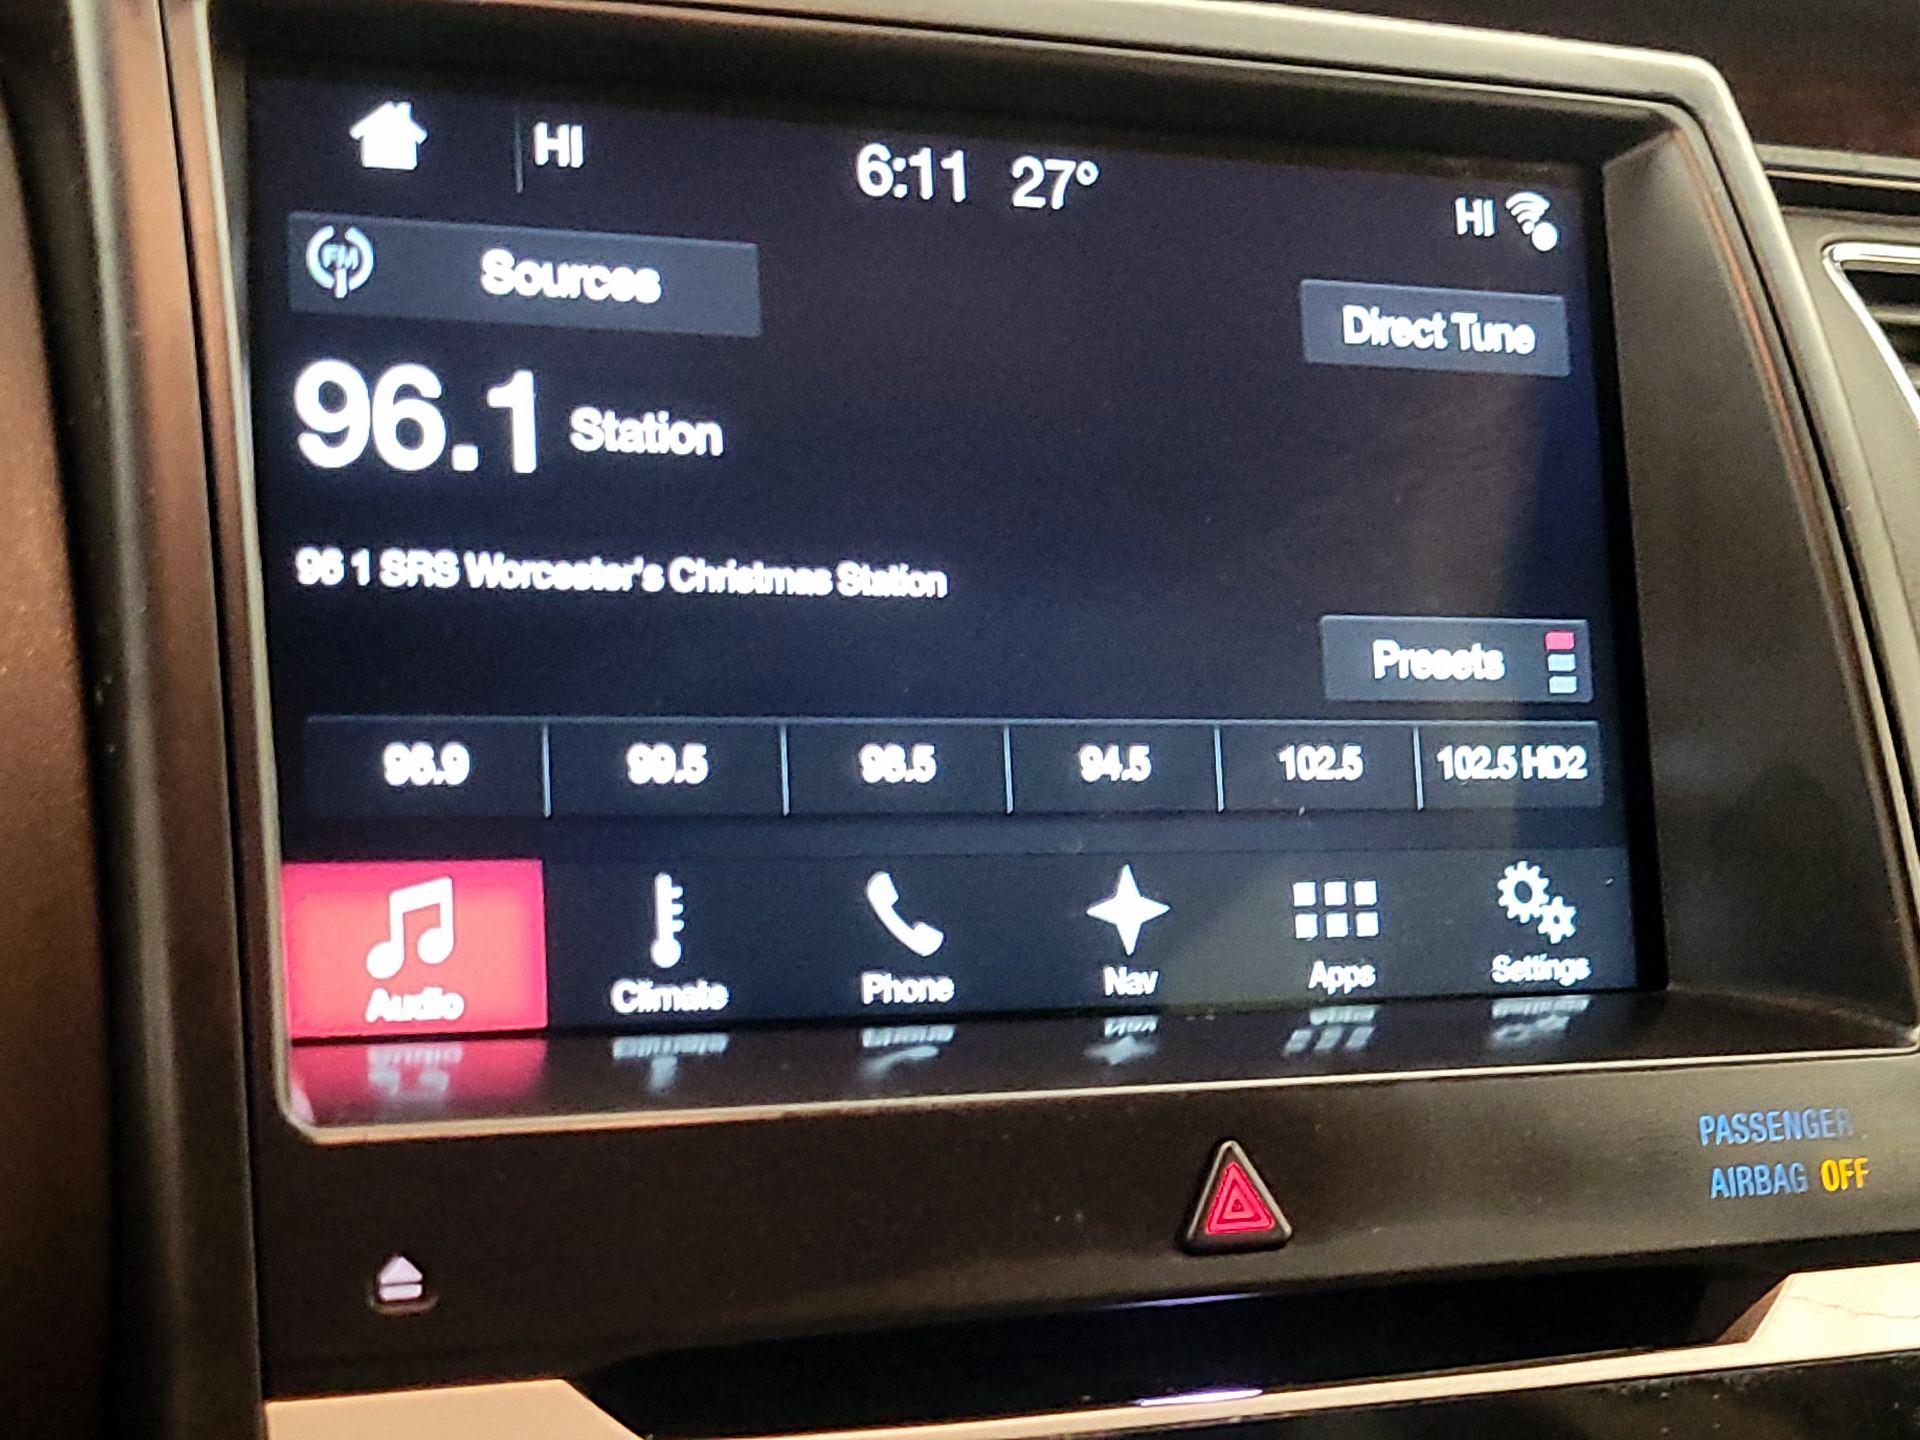 HI 6:11 27° HI
FM Sources
Direct Tune
96.1 Station
96 1 SRS Worcester's Christmas Station
Presets
96.9 99.5 98.5 94.5 102.5 102.5 HD2
Audio Climate Phone Nav Apps Settings
PASSENGER
AIRBAG OFF